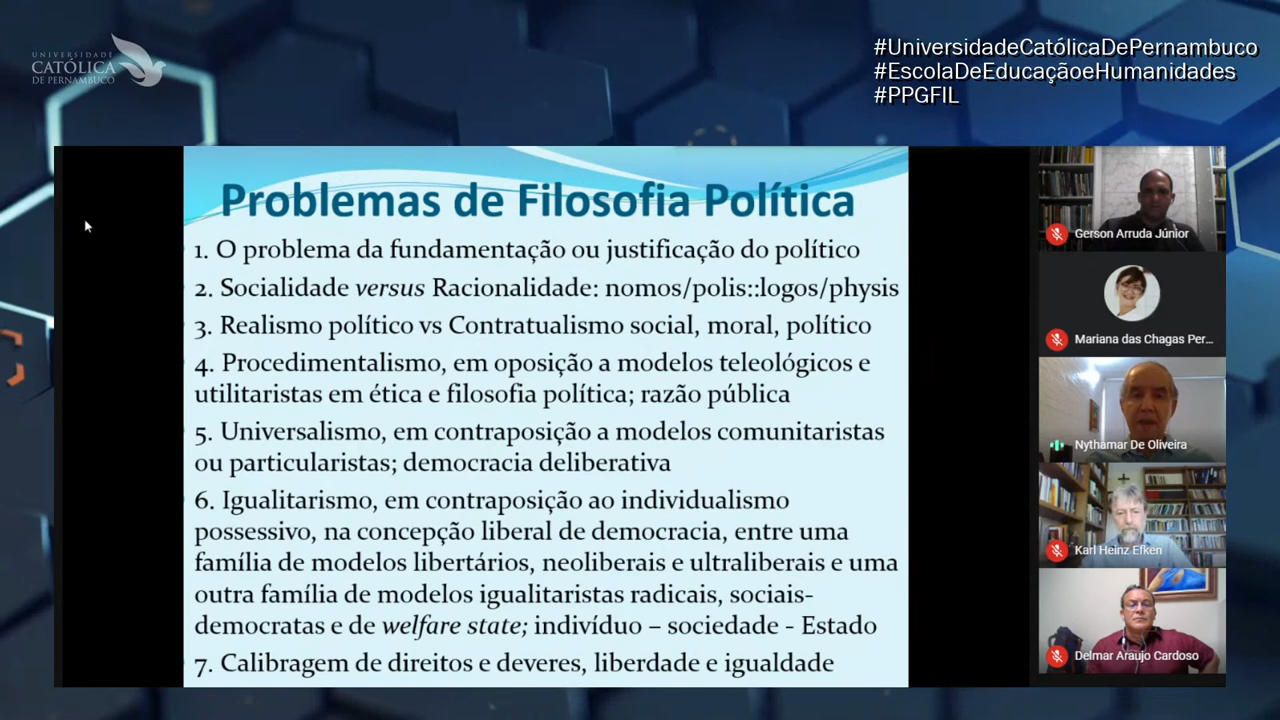 UNIVERSIDADE
CATÓLICA
DE PERNAMBUCO
#UniversidadeCatólicaDePernambuco
#EscolaDeEducaçãoeHumanidades
#PPGFIL
Problemas de Filosofia Política
1. O problema da fundamentação ou justificação do político
2. Socialidade versus Racionalidade: nomos/polis::logos/physis
3. Realismo político vs Contratualismo social, moral, político
4. Procedimentalismo, em oposição a modelos teleológicos e
utilitaristas em ética e filosofia política; razão pública
5. Universalismo, em contraposição a modelos comunitaristas
ou particularistas; democracia deliberativa
6. Igualitarismo, em contraposição ao individualismo
possessivo, na concepção liberal de democracia, entre uma
família de modelos libertários, neoliberais e ultraliberais e uma
outra família de modelos igualitaristas radicais, sociais-
democratas e de welfare state; indivíduo – sociedade - Estado
7. Calibragem de direitos e deveres, liberdade e igualdade
Gerson Arruda Júnior
Mariana das Chagas Per...
Nythamar De Oliveira
Karl Heinz Efken
Delmar Araujo Cardoso